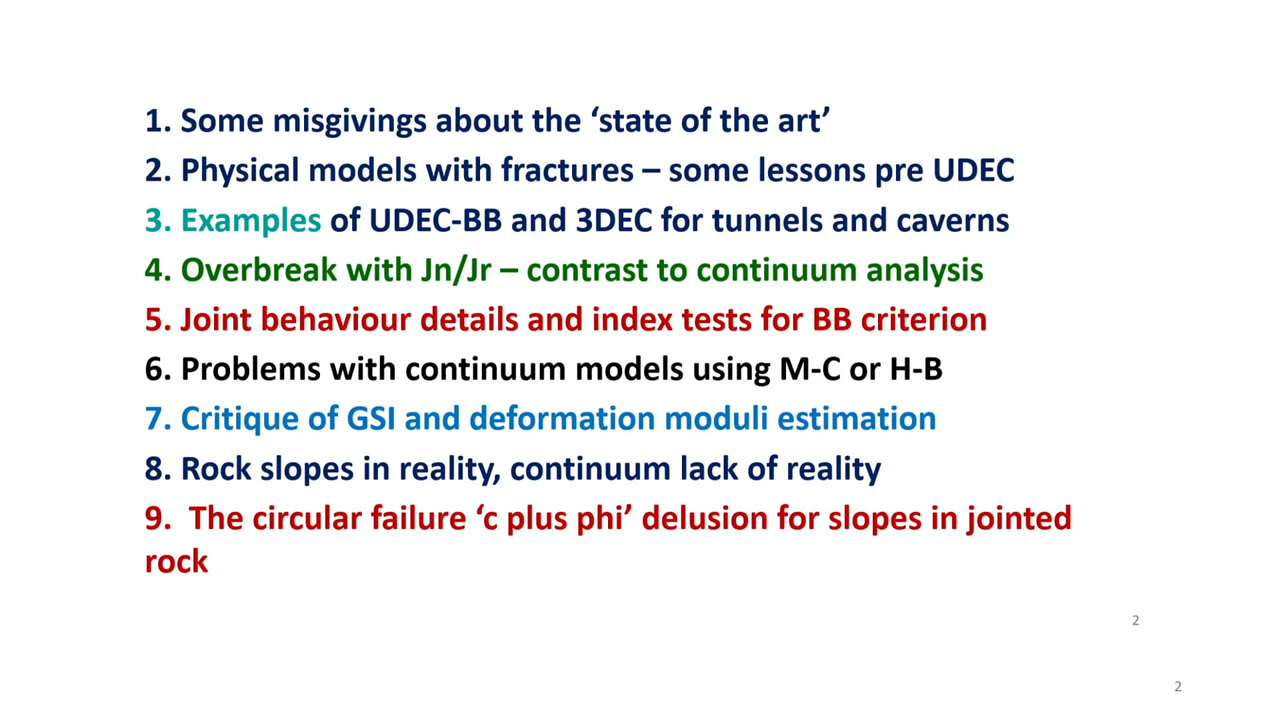 1. Some misgivings about the ‘state of the art’
2. Physical models with fractures – some lessons pre UDEC
3. Examples of UDEC-BB and 3DEC for tunnels and caverns
4. Overbreak with Jn/Jr – contrast to continuum analysis
5. Joint behaviour details and index tests for BB criterion
6. Problems with continuum models using M-C or H-B
7. Critique of GSI and deformation moduli estimation
8. Rock slopes in reality, continuum lack of reality
9.  The circular failure ‘c plus phi’ delusion for slopes in jointed
rock
2
2